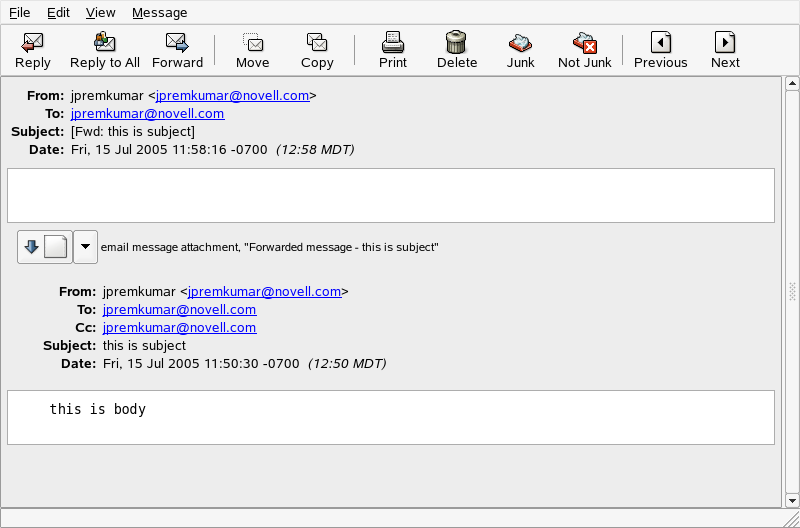 File Edit View Message
Reply Reply to All Forward Move Copy Print Delete Junk Not Junk Previous Next
From: jpremkumar <jpremkumar@novell.com>
To: jpremkumar@novell.com
Subject: [Fwd: this is subject]
Date: Fri, 15 Jul 2005 11:58:16 -0700 (12:58 MDT)
email message attachment, "Forwarded message - this is subject"
From: jpremkumar <jpremkumar@novell.com>
To: jpremkumar@novell.com
Cc: jpremkumar@novell.com
Subject: this is subject
Date: Fri, 15 Jul 2005 11:50:30 -0700 (12:50 MDT)
this is body